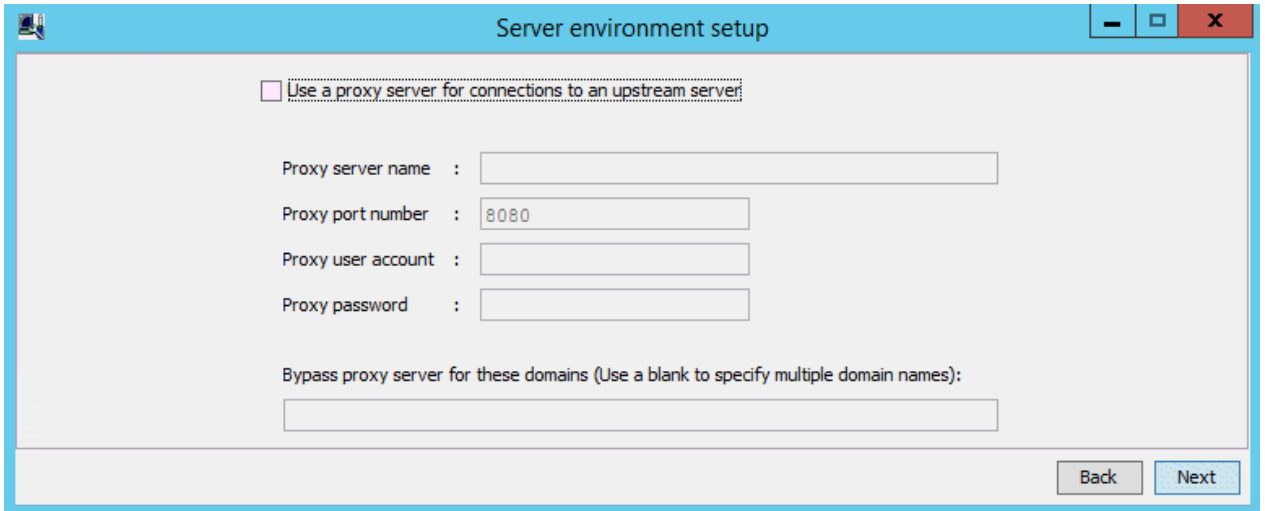 Server environment setup
Use a proxy server for connections to an upstream server
Proxy server name :
Proxy port number : 8080
Proxy user account :
Proxy password :
Bypass proxy server for these domains (Use a blank to specify multiple domain names):
Back Next